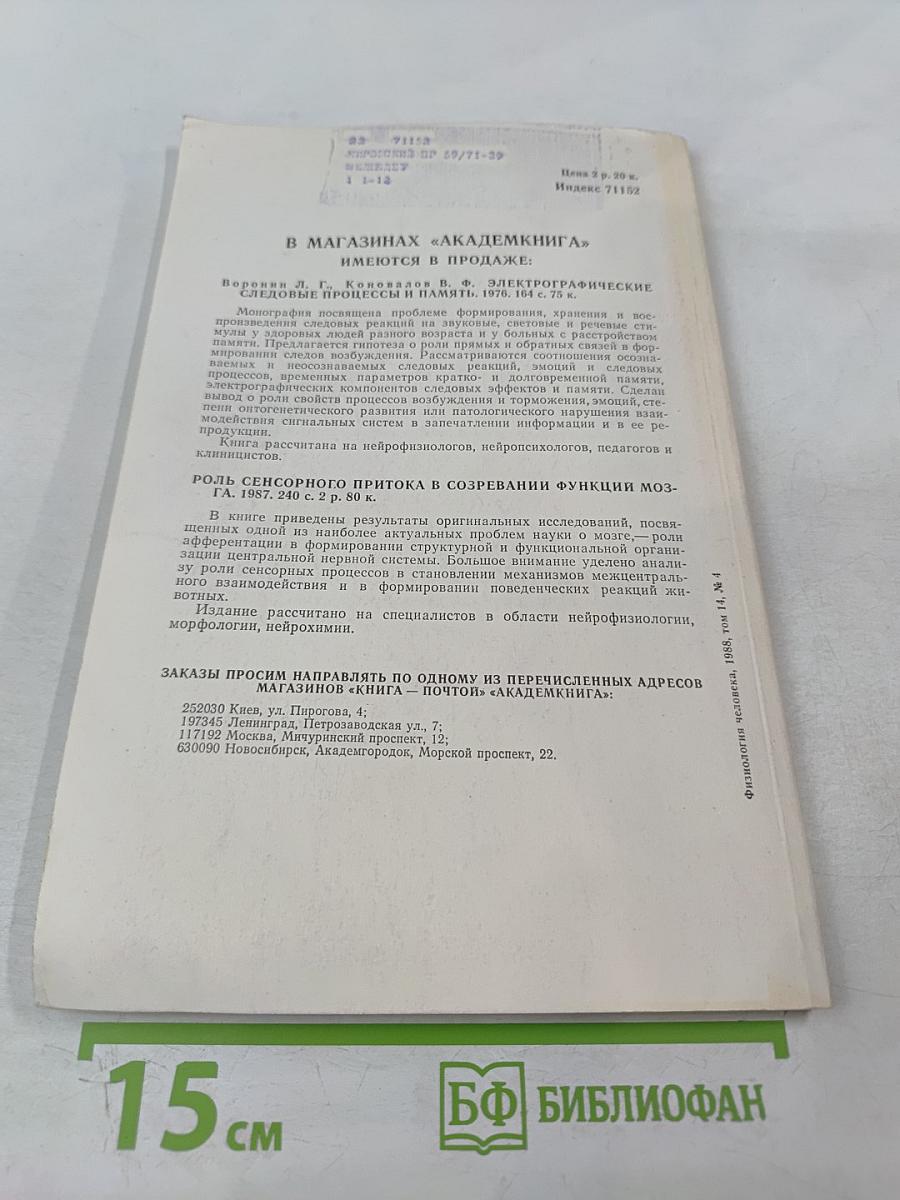 22 71152
КИРОВСКИЙ ПР 69/71-29
1 1-12
Цена 2 р. 20 к.
Индекс 71152
В МАГАЗИНАХ «АКАДЕМКНИГА»
ИМЕЮТСЯ В ПРОДАЖЕ:
Воронин Л. Г., Коновалов В. Ф. ЭЛЕКТРОГРАФИЧЕСКИЕ
СЛЕДОВЫЕ ПРОЦЕССЫ И ПАМЯТЬ. 1976. 164 с. 75 к.
Монография посвящена проблеме формирования, хранения и вос-
произведения следовых реакций на звуковые, световые и речевые сти-
мулы у здоровых людей разного возраста и у больных с расстройством
памяти. Предлагается гипотеза о роли прямых и обратных связей в фор-
мировании следов возбуждения. Рассматриваются соотношения осозна-
ваемых и неосознаваемых следовых реакций, эмоций и следовых
процессов, временных параметров кратко- и долговременной памяти,
электрографических компонентов следовых эффектов и памяти. Сделан
вывод о роли свойств процессов возбуждения и торможения, эмоций, сте-
пени онтогенетического развития или патологического нарушения взаи-
модействия сигнальных систем в запечатлении информации и в ее ре-
продукции.
Книга рассчитана на нейрофизиологов, нейропсихологов, педагогов и
клиницистов.
РОЛЬ СЕНСОРНОГО ПРИТОКА В СОЗРЕВАНИИ ФУНКЦИИ МОЗ-
ГА. 1987. 240 с. 2 р. 80 к.
В книге приведены результаты оригинальных исследований, посвя-
щенных одной из наиболее актуальных проблем науки о мозге,— роли
афферентации в формировании структурной и функциональной органи-
зации центральной нервной системы. Большое внимание уделено анали-
зу роли сенсорных процессов в становлении механизмов межцентраль-
ного взаимодействия и в формировании поведенческих реакций жи-
вотных.
Издание рассчитано на специалистов в области нейрофизиологии,
морфологии, нейрохимии.
ЗАКАЗЫ ПРОСИМ НАПРАВЛЯТЬ ПО ОДНОМУ ИЗ ПЕРЕЧИСЛЕННЫХ АДРЕСОВ
МАГАЗИНОВ «КНИГА — ПОЧТОЙ» «АКАДЕМКНИГА»:
252030 Киев, ул. Пирогова, 4;
197345 Ленинград, Петрозаводская ул., 7;
117192 Москва, Мичуринский проспект, 12;
630090 Новосибирск, Академгородок, Морской проспект, 22.
Физиология человека, 1988, том 14, № 4
15 см
БФ БИБЛИОФАН